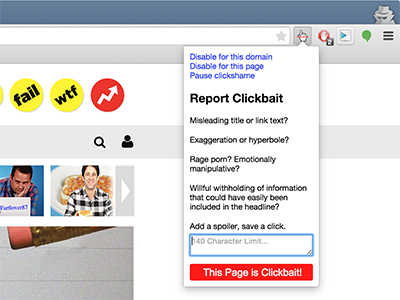 2
Disable for this domain
Disable for this page
Pause clickshame
fail
wtf
Report Clickbait
Misleading title or link text?
Exaggeration or hyperbole?
Rage porn? Emotionally
manipulative?
Willful withholding of information
that could have easily been
included in the headline?
Fartlover87
Add a spoiler, save a click.
140 Character Limit...
This Page is Clickbait!